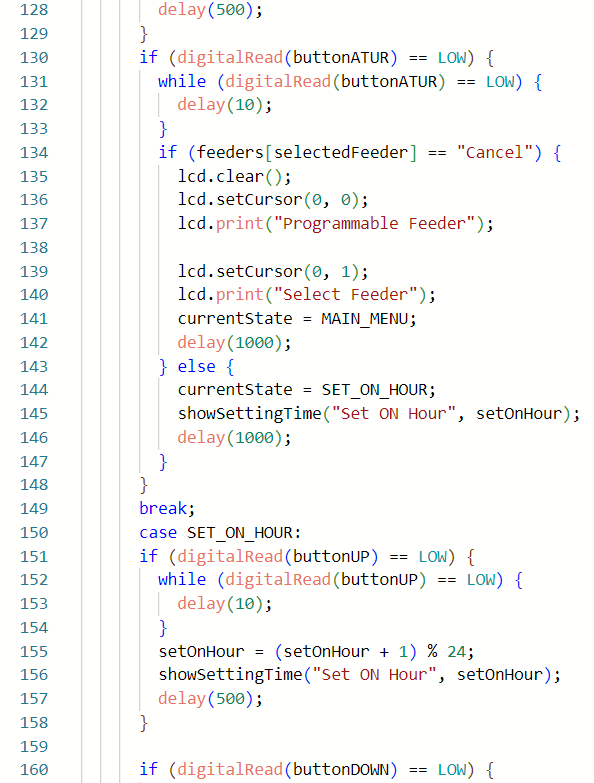 128 delay(500);
129 }
130 if (digitalRead(buttonATUR) == LOW) {
131 while (digitalRead(buttonATUR) == LOW) {
132 delay(10);
133 }
134 if (feeders[selectedFeeder] == "Cancel") {
135 lcd.clear();
136 lcd.setCursor(0, 0);
137 lcd.print("Programmable Feeder");
138
139 lcd.setCursor(0, 1);
140 lcd.print("Select Feeder");
141 currentState = MAIN_MENU;
142 delay(1000);
143 } else {
144 currentState = SET_ON_HOUR;
145 showSettingTime("Set ON Hour", setOnHour);
146 delay(1000);
147 }
148 }
149 break;
150 case SET_ON_HOUR:
151 if (digitalRead(buttonUP) == LOW) {
152 while (digitalRead(buttonUP) == LOW) {
153 delay(10);
154 }
155 setOnHour = (setOnHour + 1) % 24;
156 showSettingTime("Set ON Hour", setOnHour);
157 delay(500);
158 }
159
160 if (digitalRead(buttonDOWN) == LOW) {